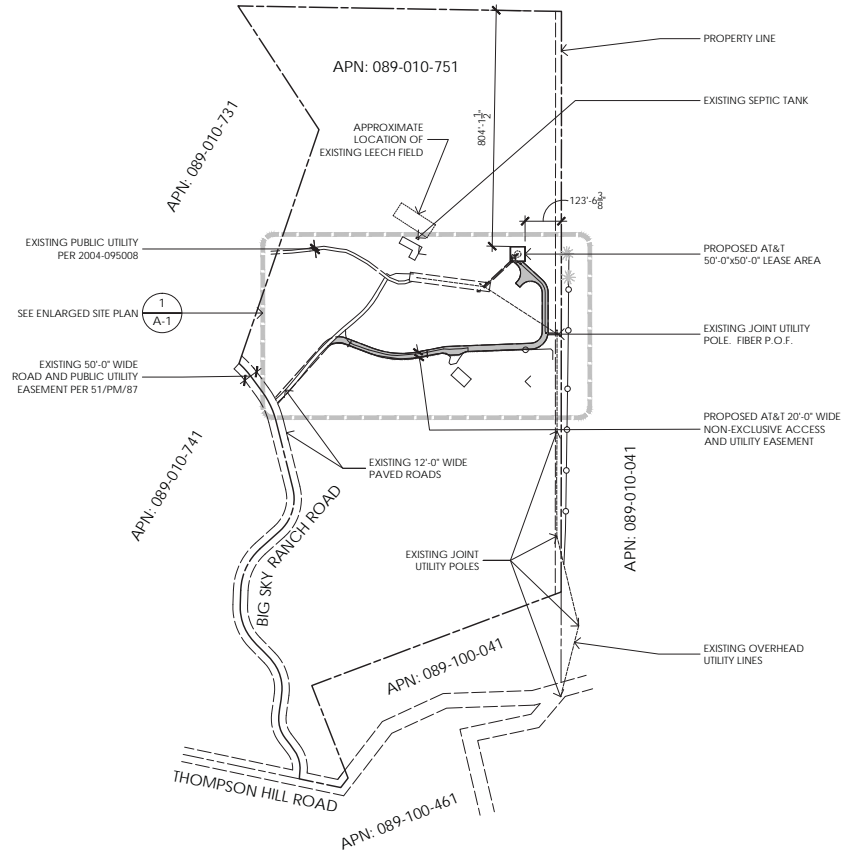 PROPERTY LINE
APN: 089-010-751
EXISTING SEPTIC TANK
APN: 089-010-731
APPROXIMATE
LOCATION OF
EXISTING LEECH FIELD
804'-1 1/2"
123'-6 3/8"
EXISTING PUBLIC UTILITY
PER 2004-095008
PROPOSED AT&T
50'-0"x50'-0" LEASE AREA
SEE ENLARGED SITE PLAN
1
A-1
EXISTING JOINT UTILITY
POLE. FIBER P.O.F.
EXISTING 50'-0" WIDE
ROAD AND PUBLIC UTILITY
EASEMENT PER 51/PM/87
PROPOSED AT&T 20'-0" WIDE
NON-EXCLUSIVE ACCESS
AND UTILITY EASEMENT
APN: 089-010-741
EXISTING 12'-0" WIDE
PAVED ROADS
APN: 089-010-041
BIG SKY RANCH ROAD
EXISTING JOINT
UTILITY POLES
EXISTING OVERHEAD
UTILITY LINES
APN: 089-100-041
THOMPSON HILL ROAD
APN: 089-100-461